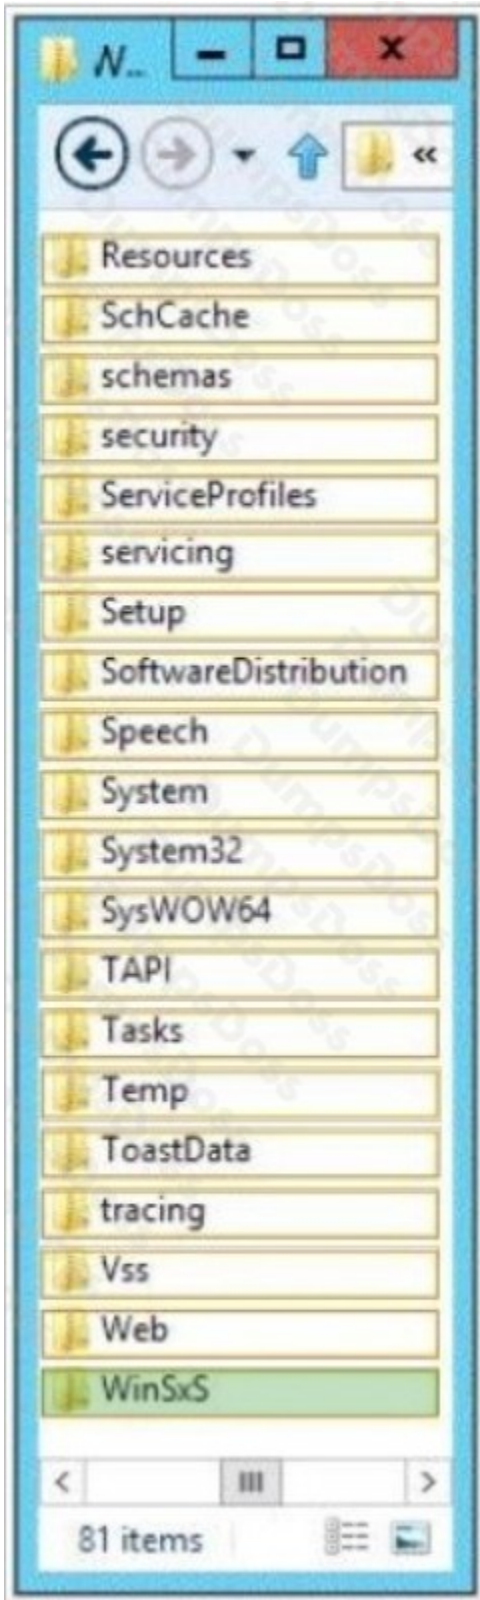 N...
«
Resources
SchCache
schemas
security
ServiceProfiles
servicing
Setup
SoftwareDistribution
Speech
System
System32
SysWOW64
TAPI
Tasks
Temp
ToastData
tracing
Vss
Web
WinSxS
81 items